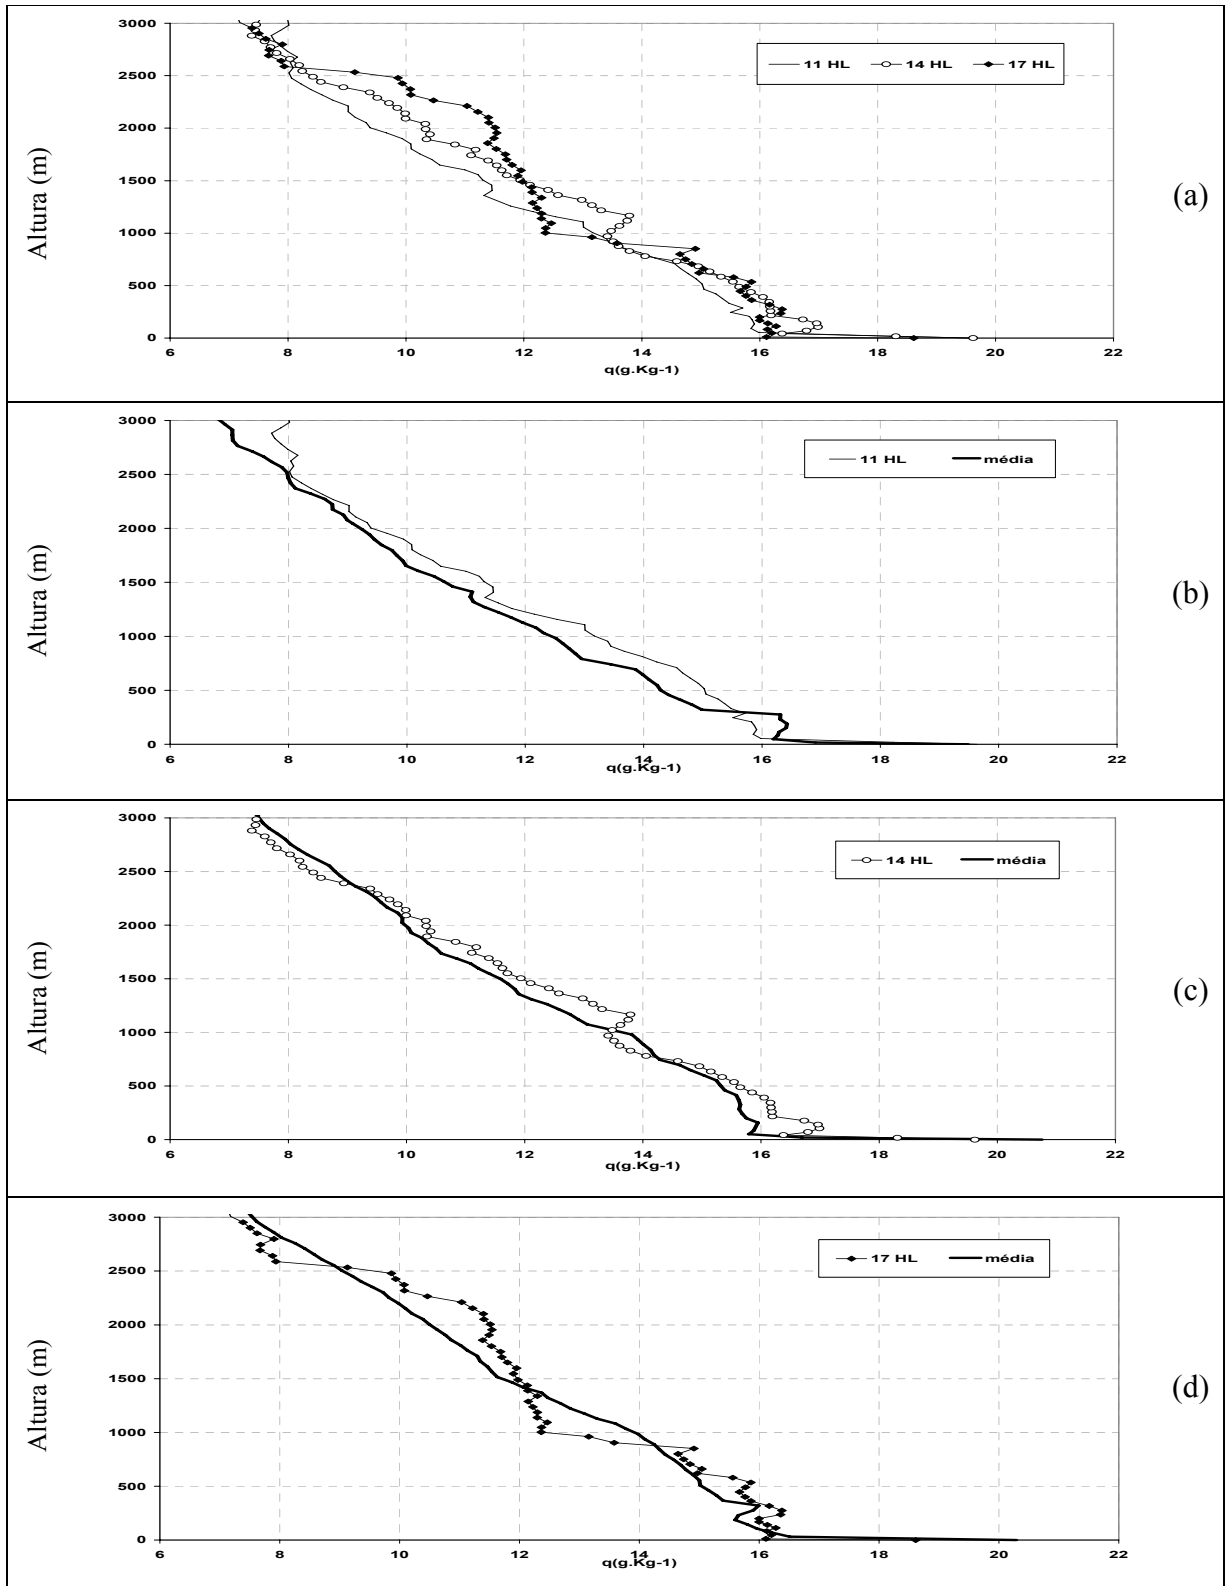 3000
2500
2000
1500
1000
500
0
Altura (m)
11 HL 14 HL 17 HL
(a)
6 8 10 12 14 16 18 20 22
q(g.Kg-1)
3000
2500
2000
1500
1000
500
0
Altura (m)
11 HL média
(b)
6 8 10 12 14 16 18 20 22
q(g.Kg-1)
3000
2500
2000
1500
1000
500
0
Altura (m)
14 HL média
(c)
6 8 10 12 14 16 18 20 22
q(g.Kg-1)
3000
2500
2000
1500
1000
500
0
Altura (m)
17 HL média
(d)
6 8 10 12 14 16 18 20 22
q(g.Kg-1)